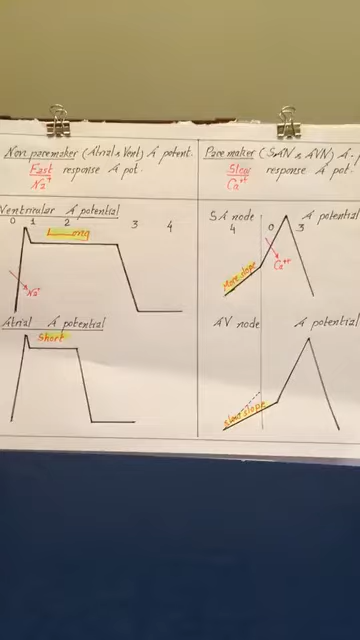 Non pacemaker (Atrial & Vent) A potent.
Fast response A pot.
Na+
Pacemaker (SAN & AVN) A.p
Slow response A pot.
Ca++
Ventricular A potential
0 1 2 3 4
Long
Na+
SA node A potential
4 0 3
More slope
Ca++
Atrial A potential
Short
AV node A potential
slope